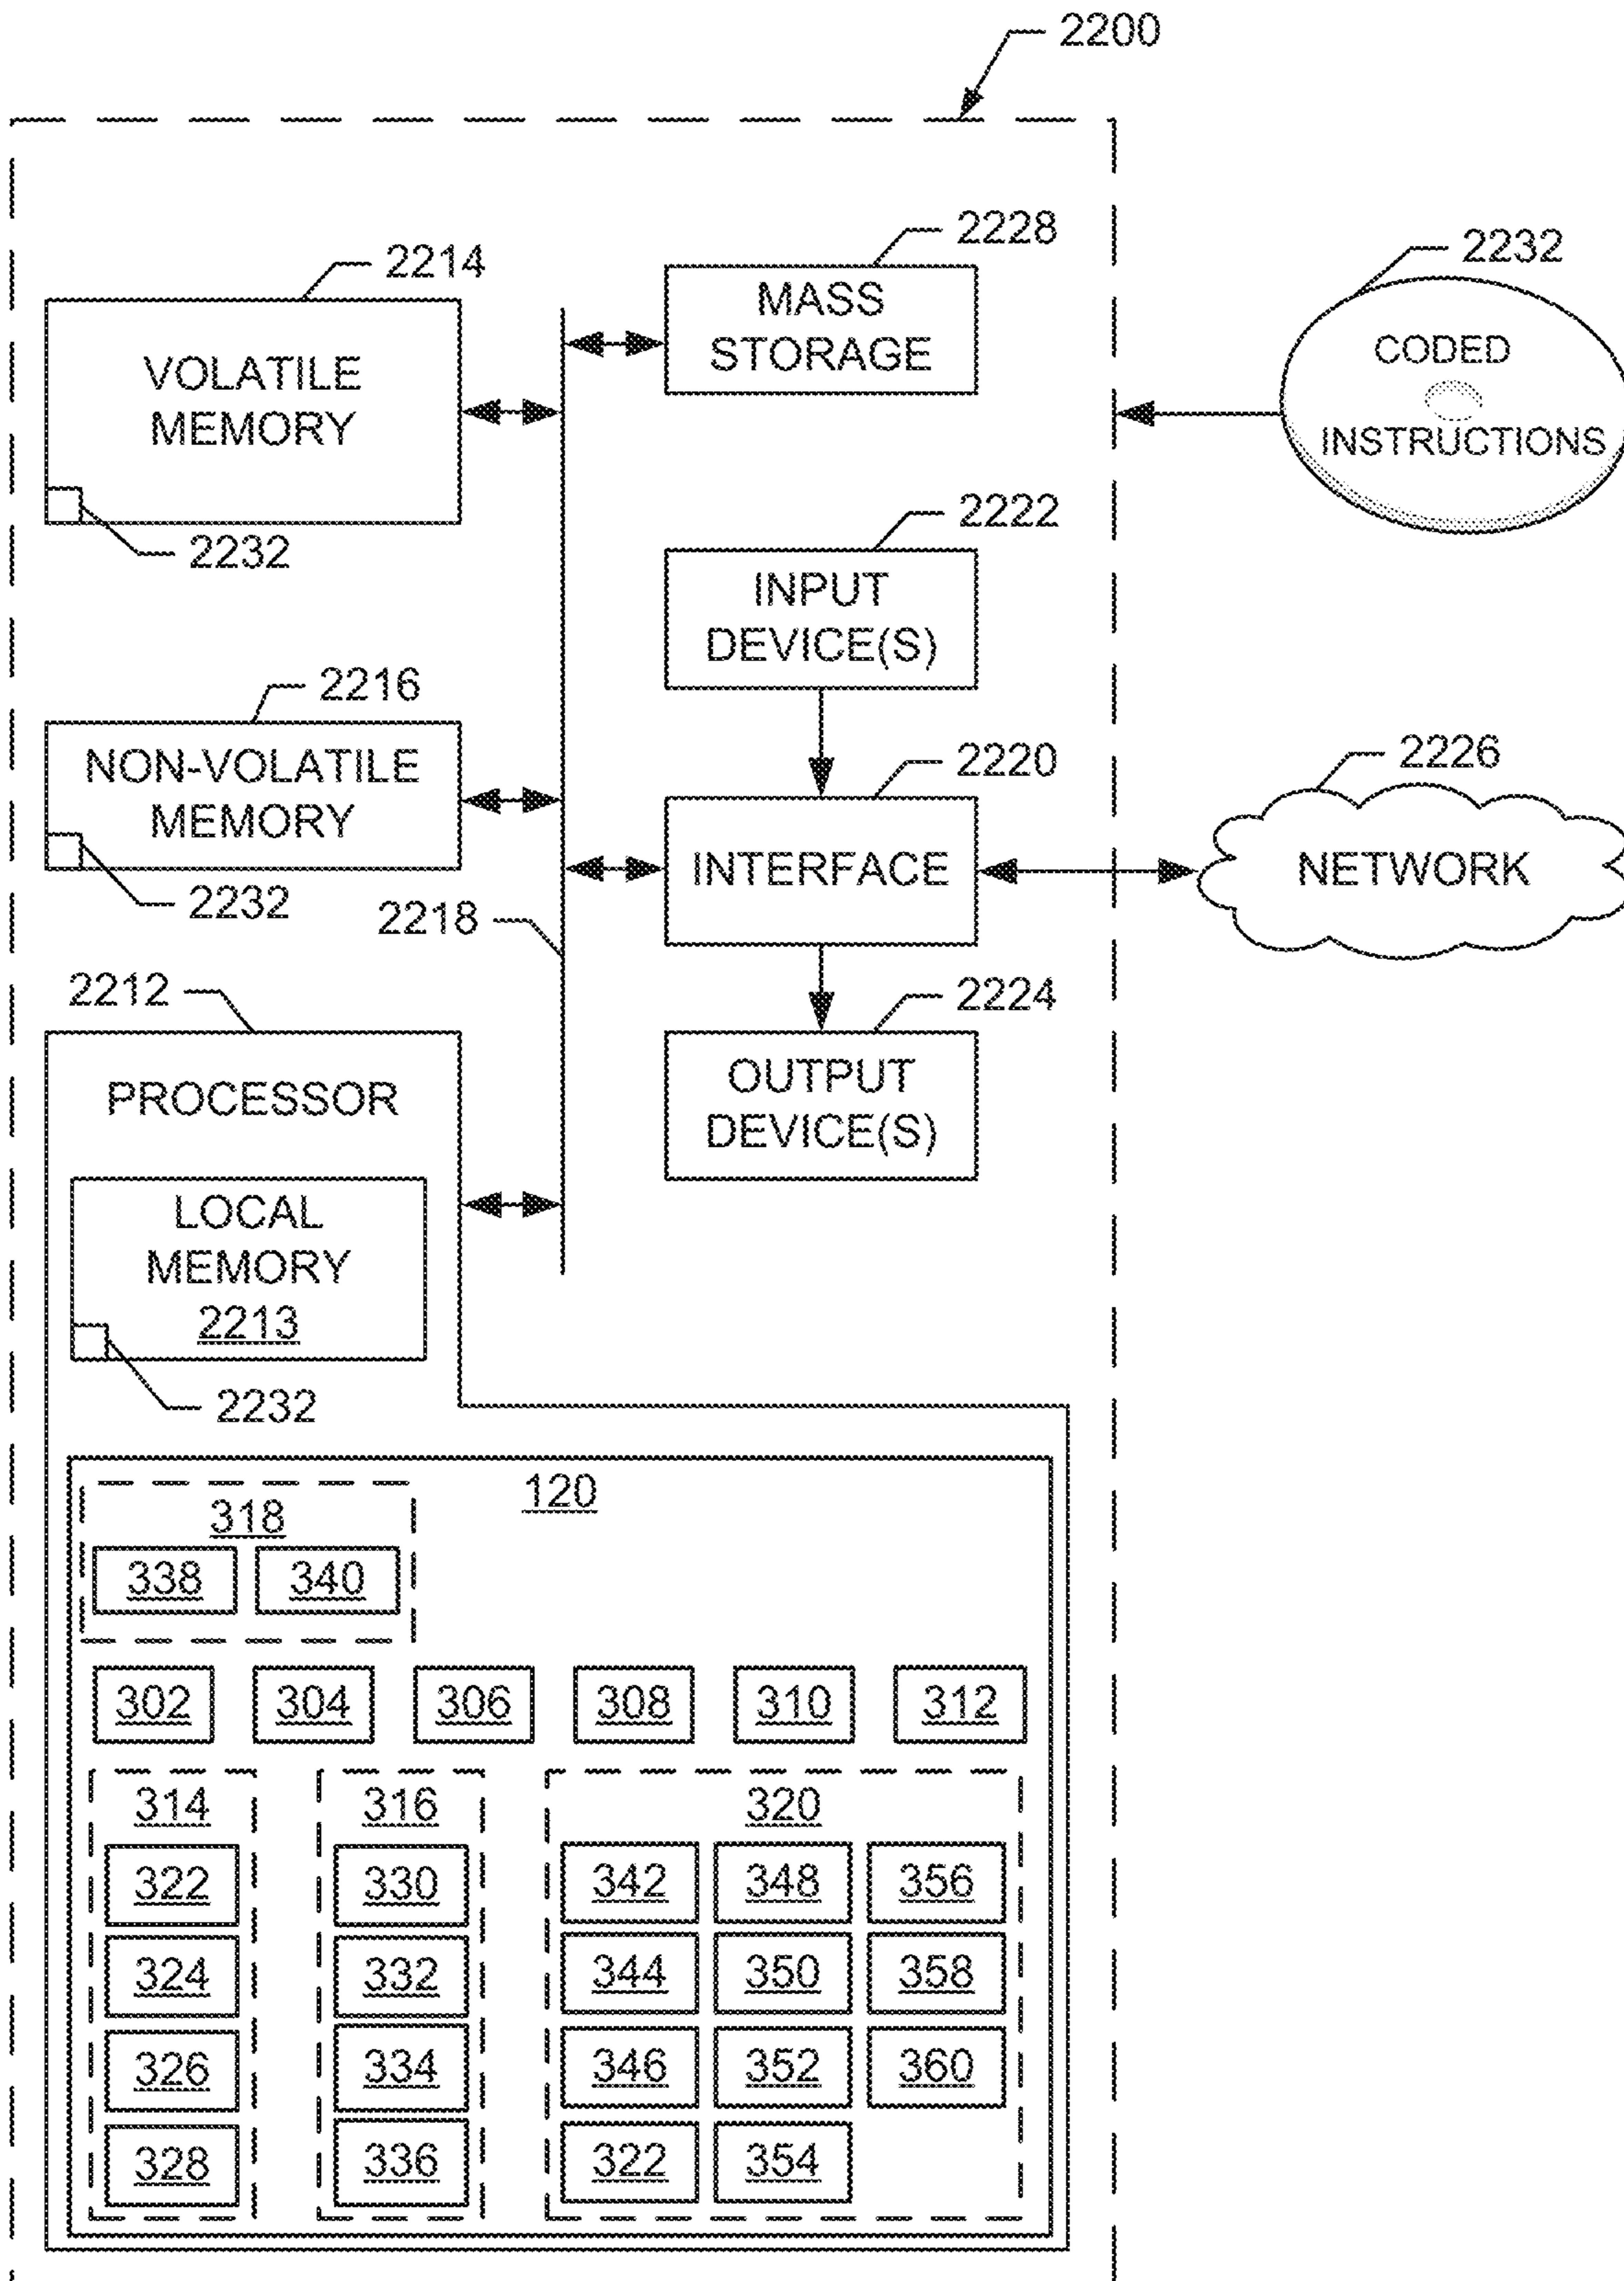 2200
2228
2214
2232
MASS
STORAGE
VOLATILE
MEMORY
CODED
INSTRUCTIONS
2232
2222
INPUT
DEVICE(S)
2216
NON-VOLATILE
MEMORY
2232
2220
2226
INTERFACE
NETWORK
2218
2212
2224
PROCESSOR
OUTPUT
DEVICE(S)
LOCAL
MEMORY
2213
2232
120
318
338 340
302 304 306 308 310 312
314 316 320
322 330 342 348 356
324 332 344 350 358
326 334 346 352 360
328 336 322 354